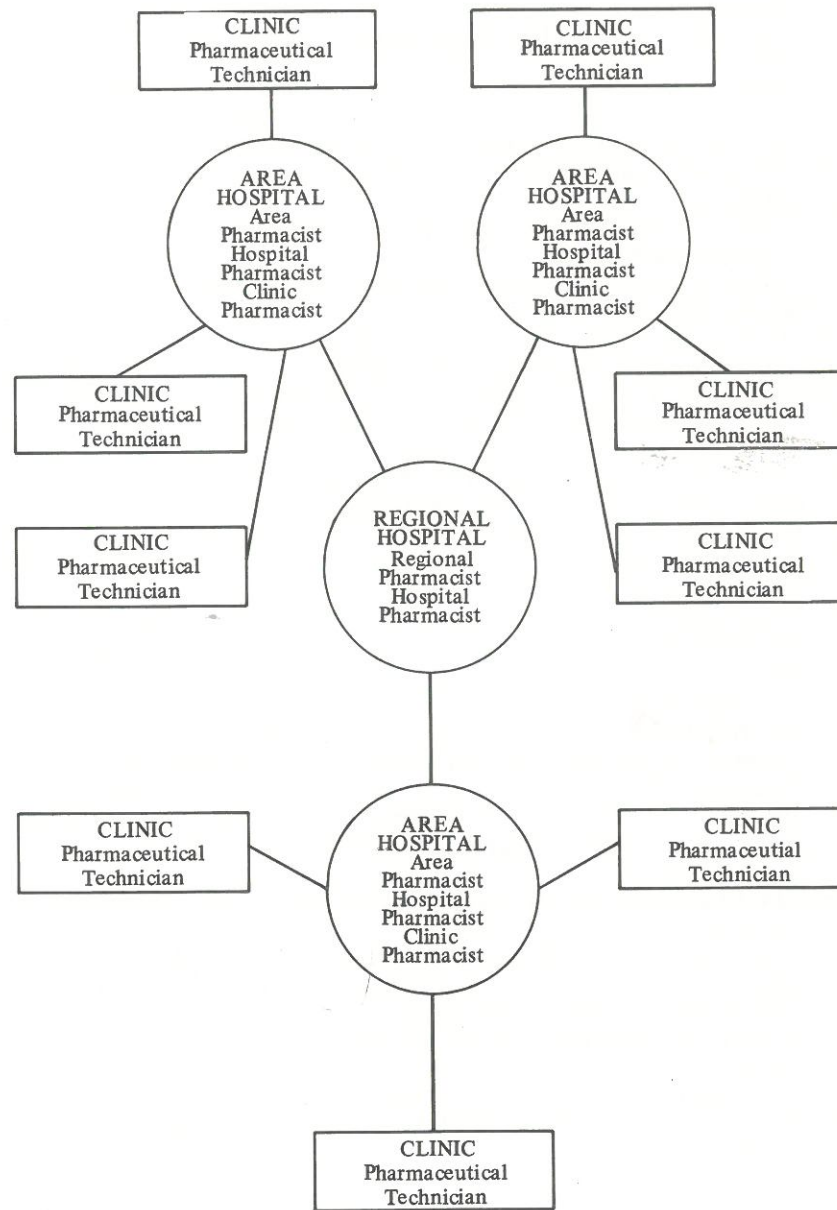 CLINIC
Pharmaceutical
Technician
CLINIC
Pharmaceutical
Technician
AREA
HOSPITAL
Area
Pharmacist
Hospital
Pharmacist
Clinic
Pharmacist
AREA
HOSPITAL
Area
Pharmacist
Hospital
Pharmacist
Clinic
Pharmacist
CLINIC
Pharmaceutical
Technician
CLINIC
Pharmaceutical
Technician
CLINIC
Pharmaceutical
Technician
REGIONAL
HOSPITAL
Regional
Pharmacist
Hospital
Pharmacist
CLINIC
Pharmaceutical
Technician
CLINIC
Pharmaceutical
Technician
AREA
HOSPITAL
Area
Pharmacist
Hospital
Pharmacist
Clinic
Pharmacist
CLINIC
Pharmaceutial
Technician
CLINIC
Pharmaceutical
Technician